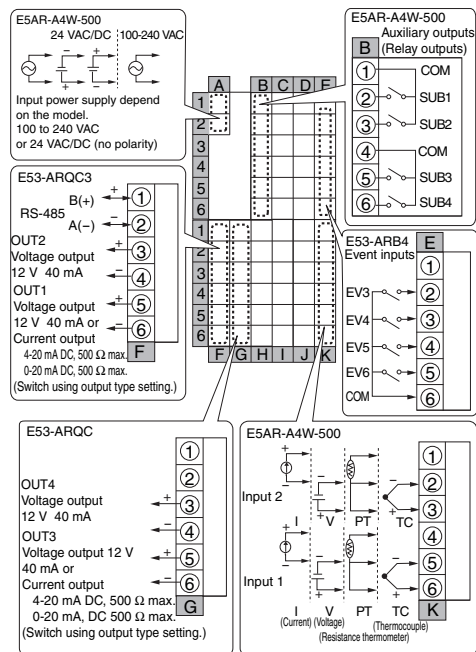 E5AR-A4W-500
24 VAC/DC 100-240 VAC
− − +
+ + −
Input power supply depend
on the model.
100 to 240 VAC
or 24 VAC/DC (no polarity)
E5AR-A4W-500
Auxiliary outputs
(Relay outputs)
B
1 COM
2 SUB1
3 SUB2
4 COM
5 SUB3
6 SUB4
A B C D E
1
2
3
4
5
6
1
2
3
4
5
6
F G H I J K
E53-ARQC3
RS-485
B(+) + 1
A(−) − 2
OUT2
Voltage output
12 V 40 mA
+ 3
− 4
OUT1
Voltage output
12 V 40 mA or
Current output
+ 5
− 6
4-20 mA DC, 500 Ω max.
0-20 mA DC, 500 Ω max.
F
(Switch using output type setting.)
E53-ARB4
Event inputs
E
1
EV3 2
EV4 3
EV5 4
EV6 5
COM 6
E53-ARQC
1
2
OUT4
Voltage output
12 V 40 mA
+ 3
− 4
OUT3
Voltage output 12 V
40 mA or
Current output
+ 5
− 6
4-20 mA DC, 500 Ω max.
0-20 mA, DC 500 Ω max.
G
(Switch using output type setting.)
E5AR-A4W-500
1
2
3
4
5
6
K
Input 2
+ − − +
− +
I V PT TC
Input 1
+ − − +
− +
I V PT TC
(Current) (Voltage) (Thermocouple)
(Resistance thermometer)